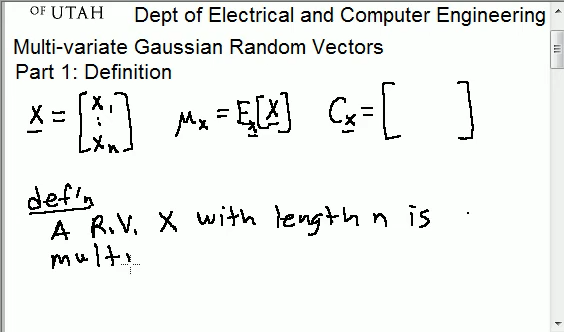 OF UTAH Dept of Electrical and Computer Engineering
Multi-variate Gaussian Random Vectors
Part 1: Definition
X = [X₁ ⋮ Xₙ] μₓ = Eₓ[X] Cₓ = [ ]
def'n
A R.V. X with length n is
multi